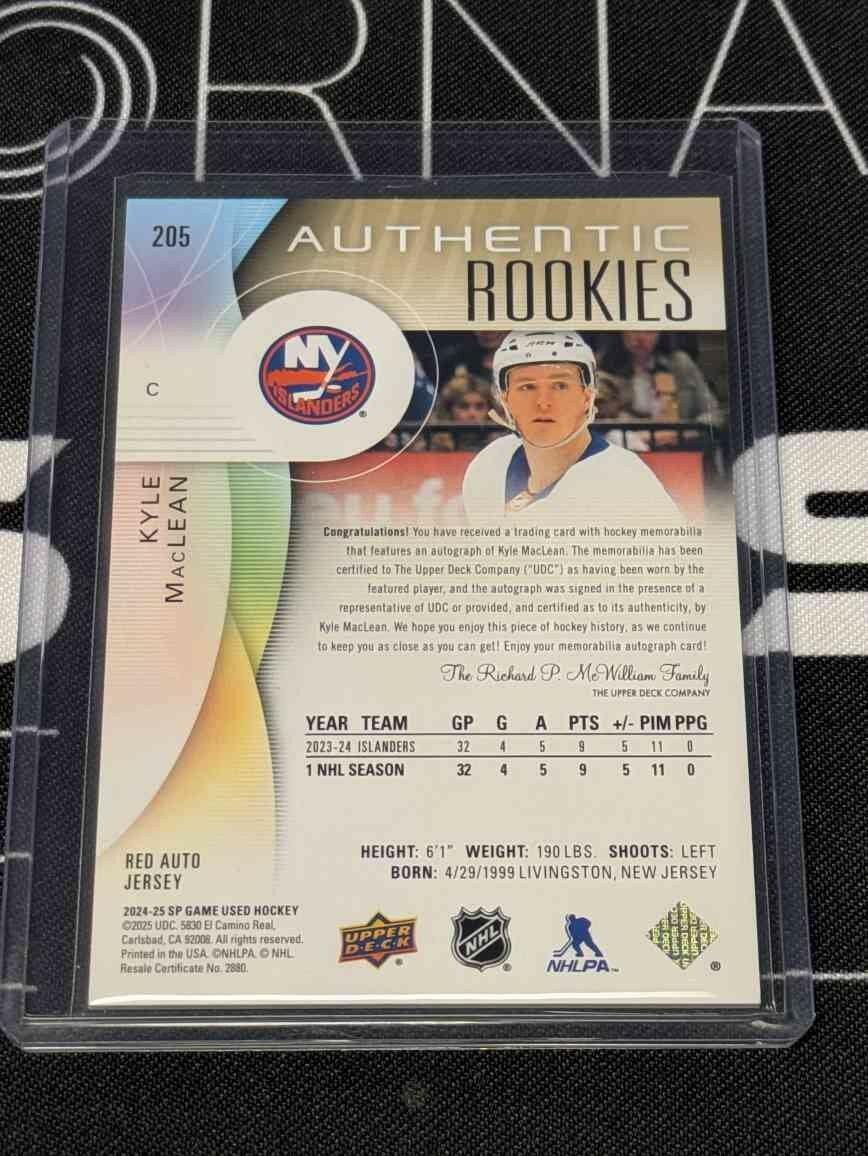 ORNA
205
AUTHENTIC
ROOKIES
NY
ISLANDERS
®
C
KYLE
MACLEAN
Congratulations! You have received a trading card with hockey memorabilia
that features an autograph of Kyle MacLean. The memorabilia has been
certified to The Upper Deck Company ("UDC") as having been worn by the
featured player, and the autograph was signed in the presence of a
representative of UDC or provided, and certified as to its authenticity, by
Kyle MacLean. We hope you enjoy this piece of hockey history, as we continue
to keep you as close as you can get! Enjoy your memorabilia autograph card!
The Richard P. McWilliam Family
THE UPPER DECK COMPANY
YEAR TEAM GP G A PTS +/- PIM PPG
2023-24 ISLANDERS 32 4 5 9 5 11 0
1 NHL SEASON 32 4 5 9 5 11 0
HEIGHT: 6'1" WEIGHT: 190 LBS. SHOOTS: LEFT
BORN: 4/29/1999 LIVINGSTON, NEW JERSEY
RED AUTO
JERSEY
2024-25 SP GAME USED HOCKEY
©2025 UDC. 5830 El Camino Real,
Carlsbad, CA 92008. All rights reserved.
Printed in the USA. ©NHLPA. © NHL.
Resale Certificate No. 2880.
UPPER
D·E·C·K
®
NHL
®
NHLPA™
®